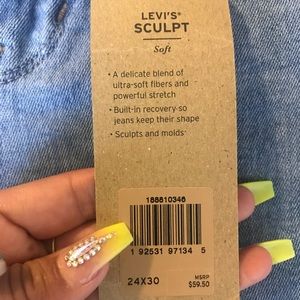 LEVI'S®
SCULPT
Soft
• A delicate blend of
ultra-soft fibers and
powerful stretch
• Built-in recovery so
jeans keep their shape
• Sculpts and molds
188810346
1 92531 97134 5
24X30
MSRP
$59.50